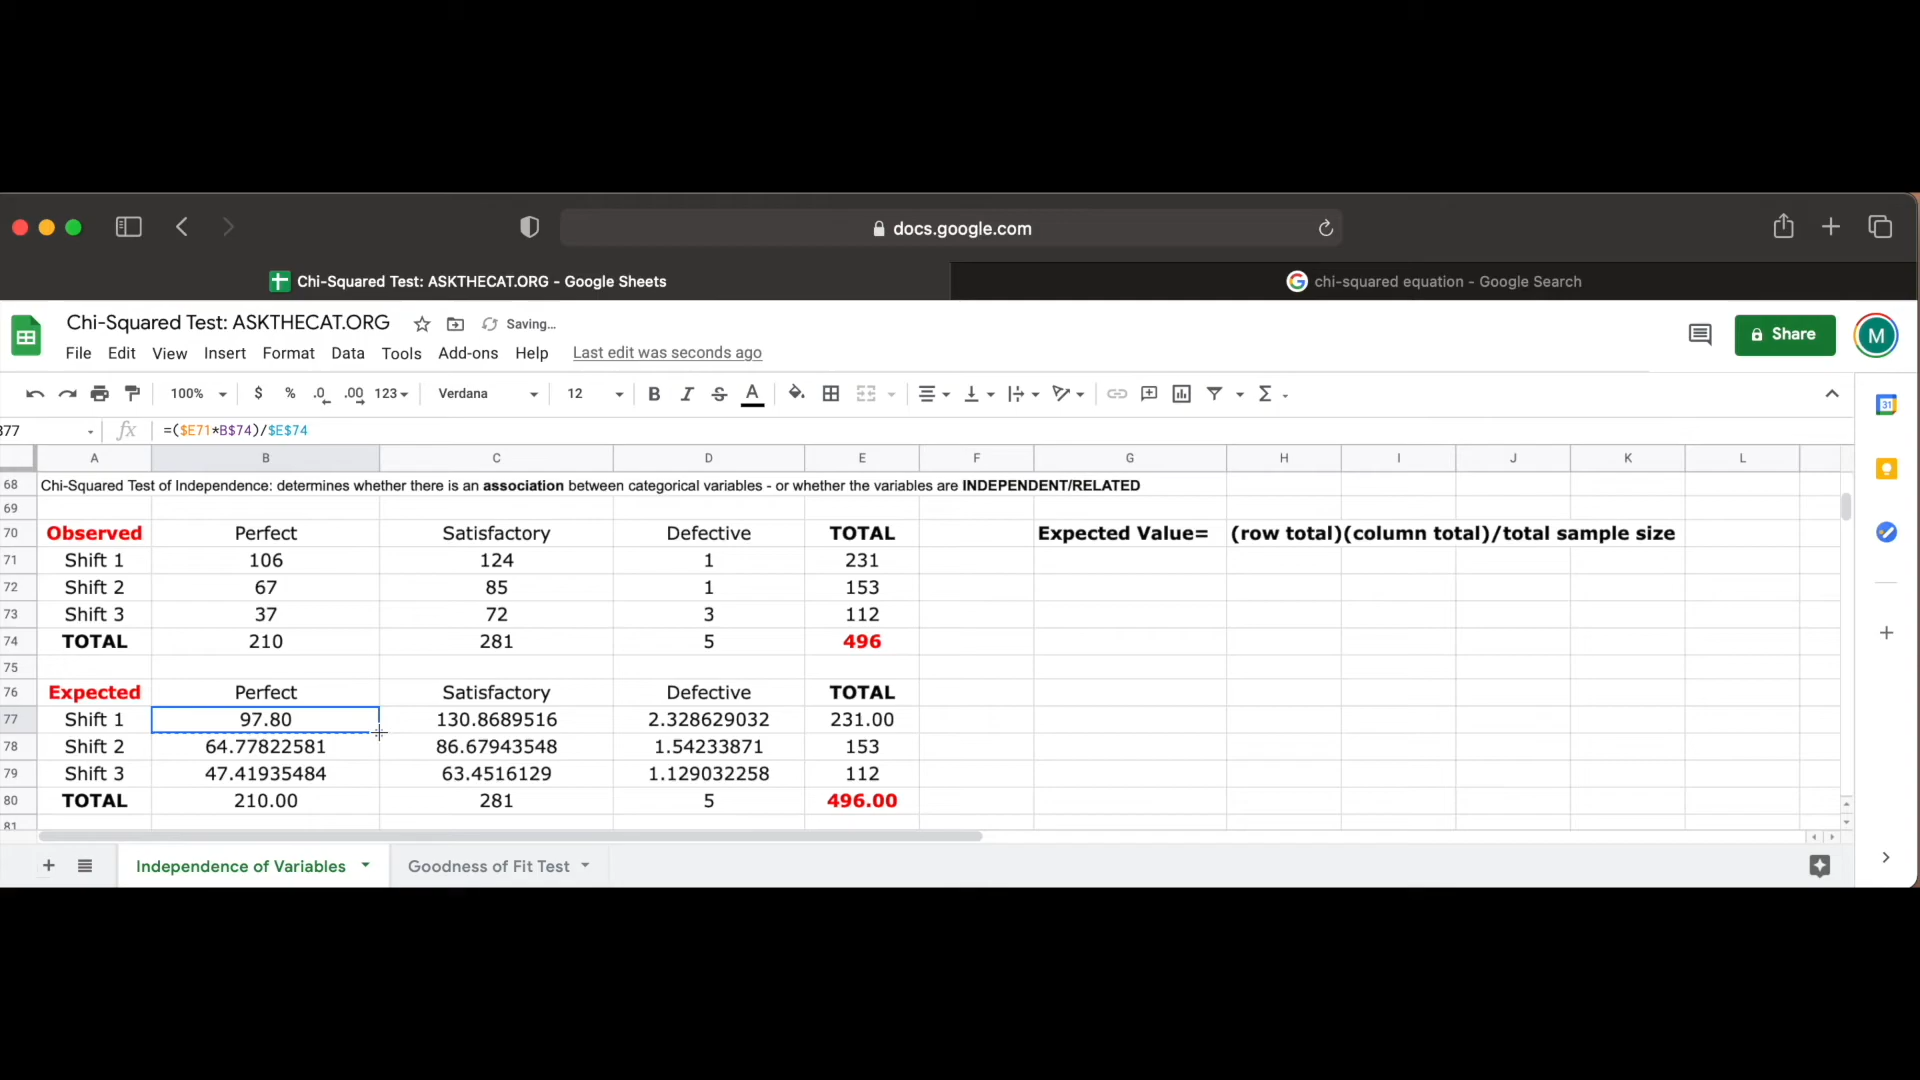 docs.google.com
Chi-Squared Test: ASKTHECAT.ORG - Google Sheets
chi-squared equation - Google Search
Chi-Squared Test: ASKTHECAT.ORG Saving...
File Edit View Insert Format Data Tools Add-ons Help Last edit was seconds ago
Share
M
100% $ % .0 .00 123 Verdana 12 B I S A Σ
31
B77 fx =($E71*B$74)/$E$74
A B C D E F G H I J K L
68 Chi-Squared Test of Independence: determines whether there is an association between categorical variables - or whether the variables are INDEPENDENT/RELATED
69
70 Observed Perfect Satisfactory Defective TOTAL Expected Value= (row total)(column total)/total sample size
71 Shift 1 106 124 1 231
72 Shift 2 67 85 1 153
73 Shift 3 37 72 3 112
74 TOTAL 210 281 5 496
75
76 Expected Perfect Satisfactory Defective TOTAL
77 Shift 1 97.80 130.8689516 2.328629032 231.00
78 Shift 2 64.77822581 86.67943548 1.54233871 153
79 Shift 3 47.41935484 63.4516129 1.129032258 112
80 TOTAL 210.00 281 5 496.00
81
Independence of Variables Goodness of Fit Test